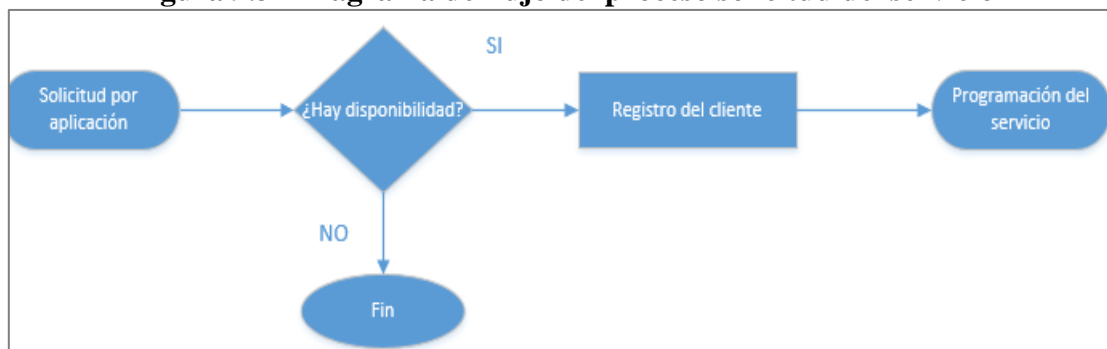 SI
Solicitud por
aplicación
¿Hay disponibilidad?
Registro del cliente
Programación del
servicio
NO
Fin